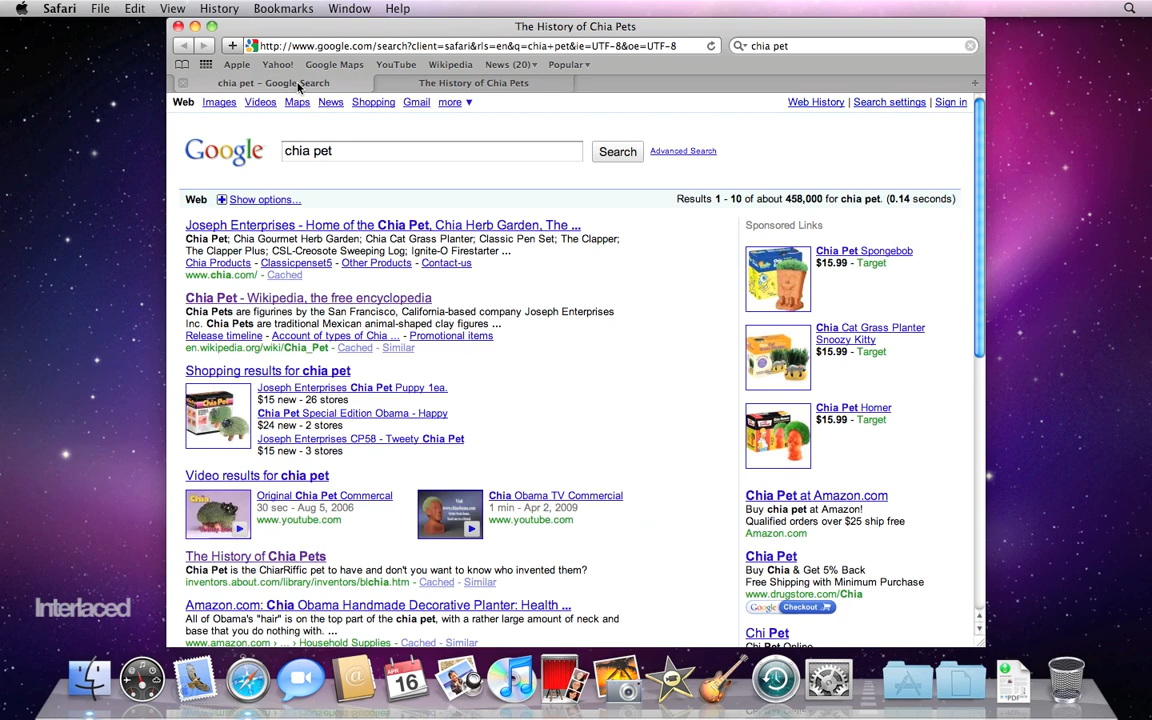 Safari File Edit View History Bookmarks Window Help
The History of Chia Pets
http://www.google.com/search?client=safari&rls=en&q=chia+pet&ie=UTF-8&oe=UTF-8
chia pet
Apple Yahoo! Google Maps YouTube Wikipedia News (20) Popular
chia pet – Google Search
The History of Chia Pets
Web Images Videos Maps News Shopping Gmail more ▼
Web History | Search settings | Sign in
Google
chia pet
Search
Advanced Search
Web Show options...
Results 1 - 10 of about 458,000 for chia pet. (0.14 seconds)
Joseph Enterprises - Home of the Chia Pet, Chia Herb Garden, The ...
Chia Pet; Chia Gourmet Herb Garden; Chia Cat Grass Planter; Classic Pen Set; The Clapper;
The Clapper Plus; CSL-Creosote Sweeping Log; Ignite-O Firestarter ...
Chia Products - Classicpenset5 - Other Products - Contact-us
www.chia.com/ - Cached
Chia Pet - Wikipedia, the free encyclopedia
Chia Pets are figurines by the San Francisco, California-based company Joseph Enterprises
Inc. Chia Pets are traditional Mexican animal-shaped clay figures ...
Release timeline - Account of types of Chia ... - Promotional items
en.wikipedia.org/wiki/Chia_Pet - Cached - Similar
Shopping results for chia pet
Joseph Enterprises Chia Pet Puppy 1ea.
$15 new - 26 stores
Chia Pet Special Edition Obama - Happy
$24 new - 2 stores
Joseph Enterprises CP58 - Tweety Chia Pet
$15 new - 3 stores
Video results for chia pet
Original Chia Pet Commercal
30 sec - Aug 5, 2006
www.youtube.com
Chia Obama TV Commercial
1 min - Apr 2, 2009
www.youtube.com
The History of Chia Pets
Chia Pet is the ChiarRiffic pet to have and don't you want to know who invented them?
inventors.about.com/library/inventors/blchia.htm - Cached - Similar
Amazon.com: Chia Obama Handmade Decorative Planter: Health ...
All of Obama's "hair" is on the top part of the chia pet, with a rather large amount of neck and
base that you do nothing with. ...
www.amazon.com › ... › Household Supplies - Cached - Similar
Sponsored Links
Chia Pet Spongebob
$15.99 - Target
Chia Cat Grass Planter
Snoozy Kitty
$15.99 - Target
Chia Pet Homer
$15.99 - Target
Chia Pet at Amazon.com
Buy chia pet at Amazon!
Qualified orders over $25 ship free
Amazon.com
Chia Pet
Buy Chia & Get 5% Back
Free Shipping with Minimum Purchase
www.drugstore.com/Chia
Google Checkout
Chi Pet
Interlaced
APR
16
PDF